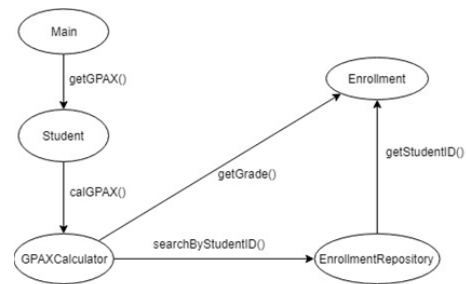 Main
getGPAX()
Enrollment
Student
getStudentID()
getGrade()
calGPAX()
searchByStudentID()
GPAXCalculator
EnrollmentRepository